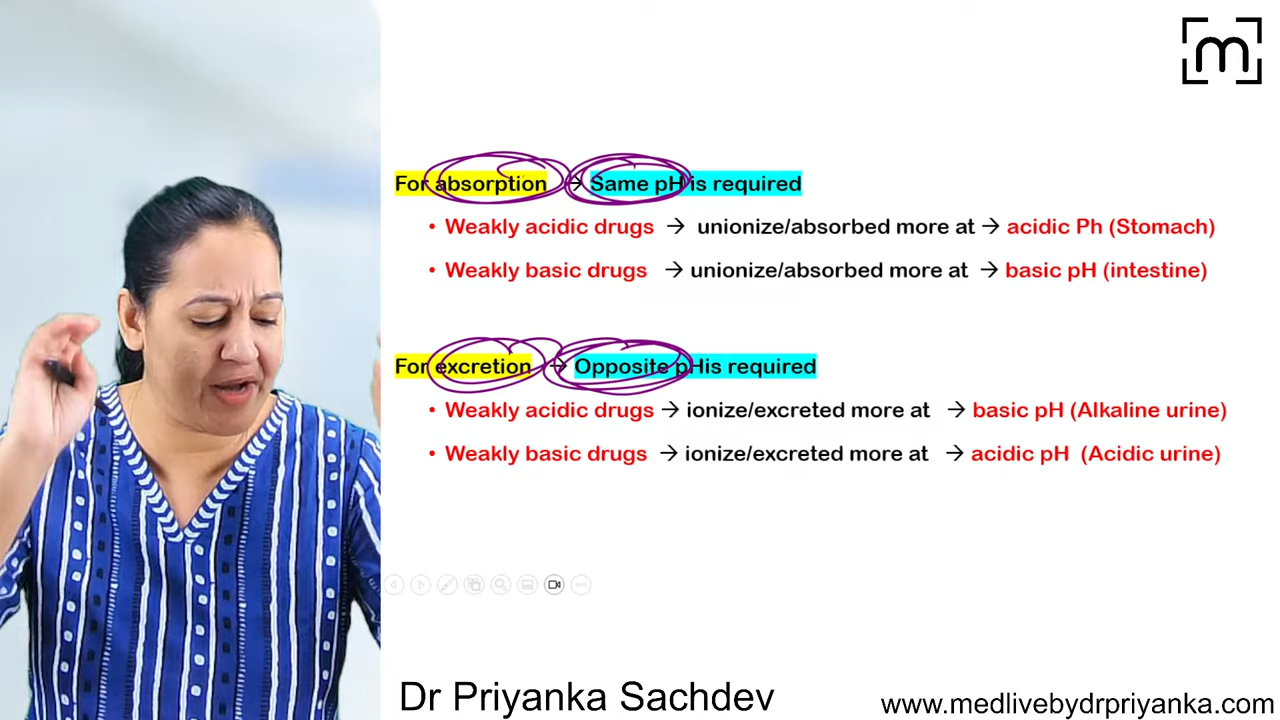 For absorption → Same pH is required
• Weakly acidic drugs → unionize/absorbed more at → acidic Ph (Stomach)
• Weakly basic drugs → unionize/absorbed more at → basic pH (intestine)
For excretion → Opposite pHis required
• Weakly acidic drugs → ionize/excreted more at → basic pH (Alkaline urine)
• Weakly basic drugs → ionize/excreted more at → acidic pH (Acidic urine)
Dr Priyanka Sachdev
www.medlivebydrpriyanka.com